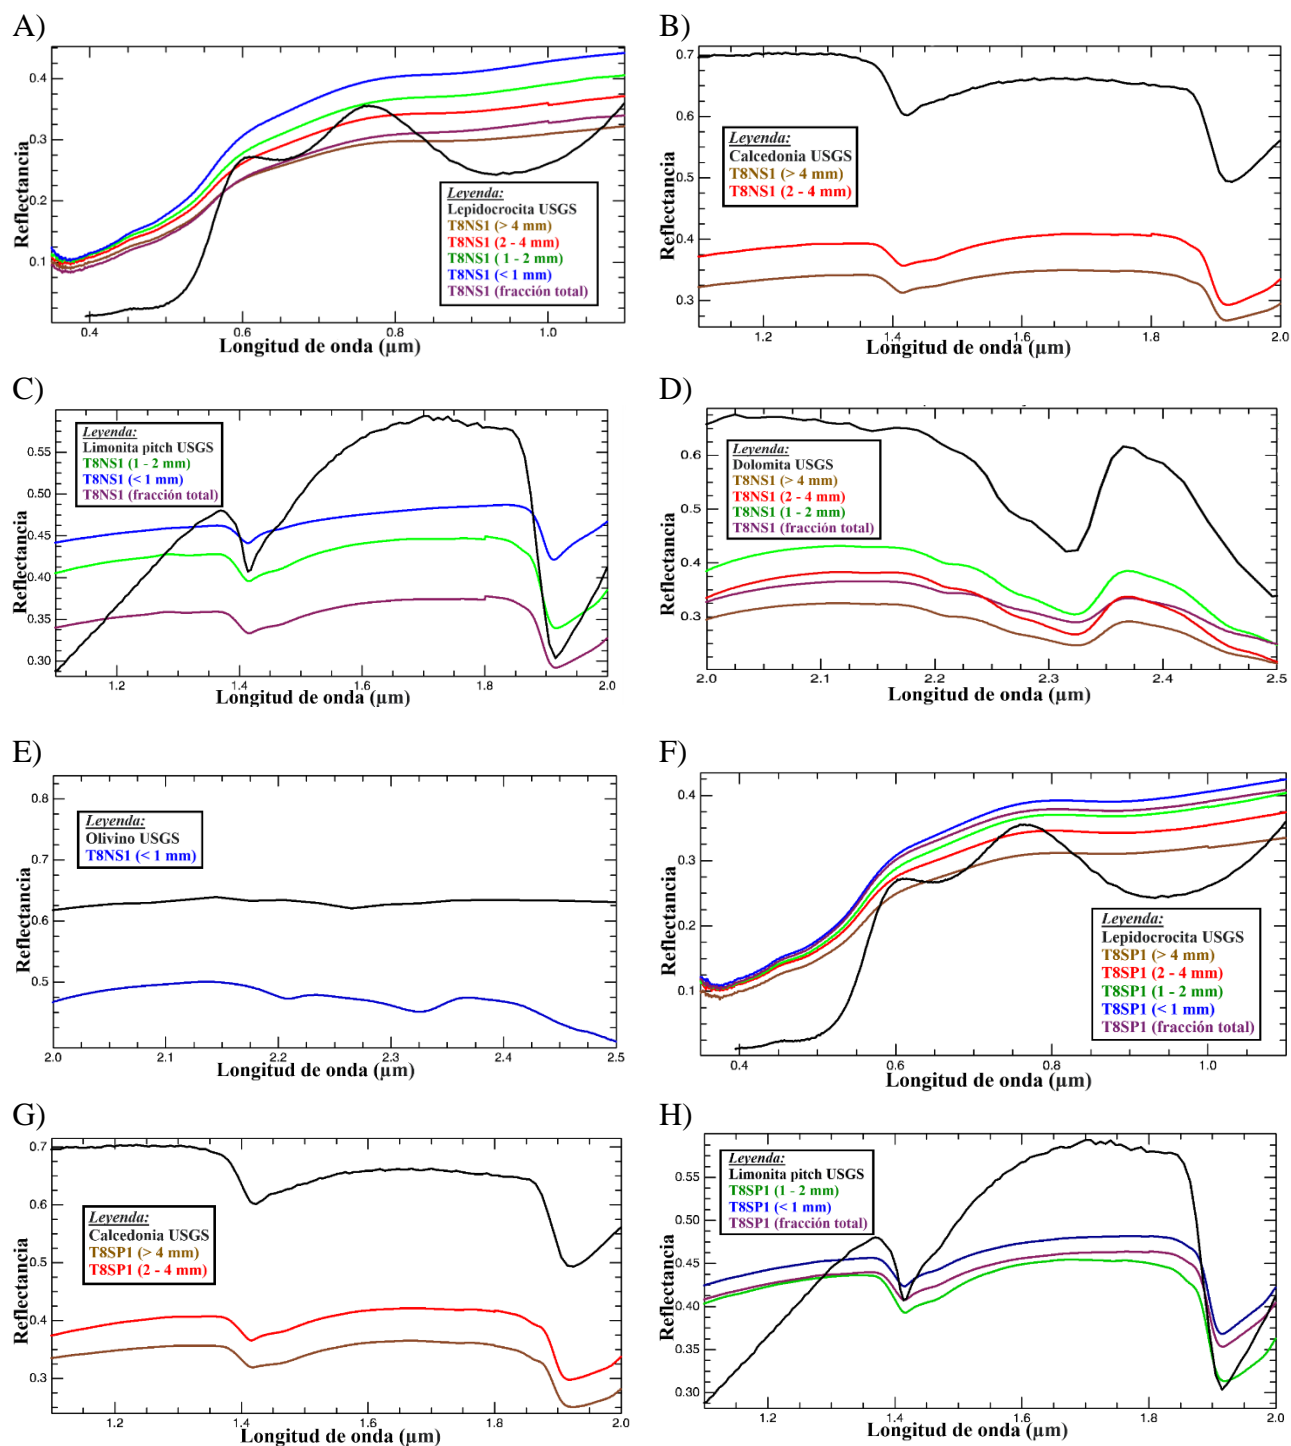 A)
Reflectancia
0.4
0.3
0.2
0.1
0.4
0.6
0.8
1.0
Longitud de onda (µm)
Leyenda:
Lepidocrocita USGS
T8NS1 (> 4 mm)
T8NS1 (2 - 4 mm)
T8NS1 ( 1 - 2 mm)
T8NS1 (< 1 mm)
T8NS1 (fracción total)
B)
Reflectancia
0.7
0.6
0.5
0.4
0.3
1.2
1.4
1.6
1.8
2.0
Longitud de onda (µm)
Leyenda:
Calcedonia USGS
T8NS1 (> 4 mm)
T8NS1 (2 - 4 mm)
C)
Reflectancia
0.55
0.50
0.45
0.40
0.35
0.30
1.2
1.4
1.6
1.8
2.0
Longitud de onda (µm)
Leyenda:
Limonita pitch USGS
T8NS1 (1 - 2 mm)
T8NS1 (< 1 mm)
T8NS1 (fracción total)
D)
Reflectancia
0.6
0.5
0.4
0.3
2.0
2.1
2.2
2.3
2.4
2.5
Longitud de onda (µm)
Leyenda:
Dolomita USGS
T8NS1 (> 4 mm)
T8NS1 (2 - 4 mm)
T8NS1 (1 - 2 mm)
T8NS1 (fracción total)
E)
Reflectancia
0.8
0.7
0.6
0.5
2.0
2.1
2.2
2.3
2.4
2.5
Longitud de onda (µm)
Leyenda:
Olivino USGS
T8NS1 (< 1 mm)
F)
Reflectancia
0.4
0.3
0.2
0.1
0.4
0.6
0.8
1.0
Longitud de onda (µm)
Leyenda:
Lepidocrocita USGS
T8SP1 (> 4 mm)
T8SP1 (2 - 4 mm)
T8SP1 (1 - 2 mm)
T8SP1 (< 1 mm)
T8SP1 (fracción total)
G)
Reflectancia
0.7
0.6
0.5
0.4
0.3
1.2
1.4
1.6
1.8
2.0
Longitud de onda (µm)
Leyenda:
Calcedonia USGS
T8SP1 (> 4 mm)
T8SP1 (2 - 4 mm)
H)
Reflectancia
0.55
0.50
0.45
0.40
0.35
0.30
1.2
1.4
1.6
1.8
2.0
Longitud de onda (µm)
Leyenda:
Limonita pitch USGS
T8SP1 (1 - 2 mm)
T8SP1 (< 1 mm)
T8SP1 (fracción total)